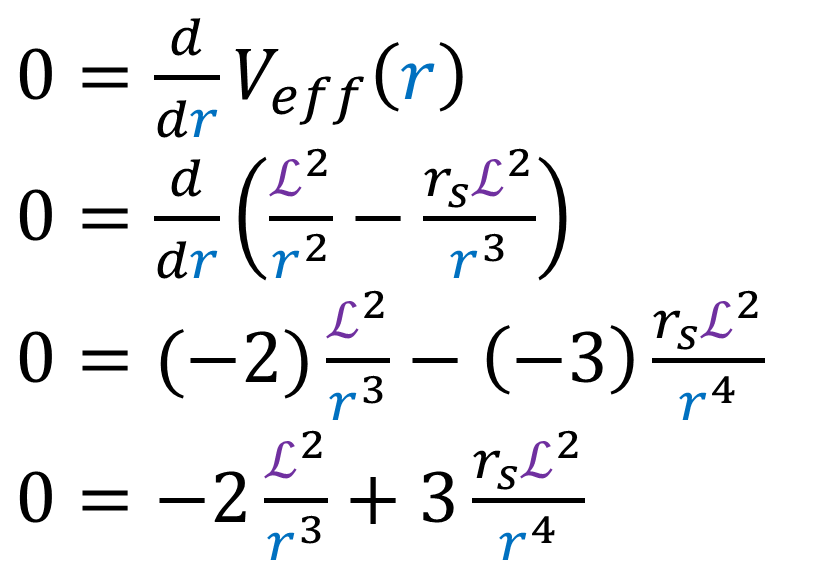 0 = d/dr V_eff(r)
0 = d/dr (ℒ²/r² − r_sℒ²/r³)
0 = (−2) ℒ²/r³ − (−3) r_sℒ²/r⁴
0 = −2 ℒ²/r³ + 3 r_sℒ²/r⁴